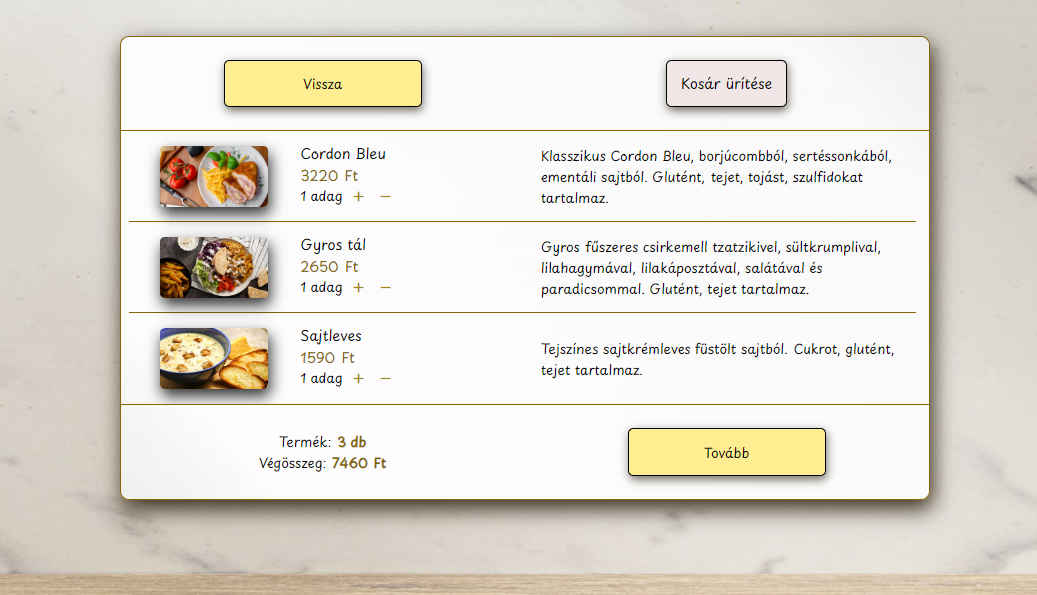 Vissza
Kosár ürítése
Cordon Bleu
3220 Ft
1 adag + −
Klasszikus Cordon Bleu, borjúcombból, sertéssonkából,
ementáli sajtból. Glutént, tejet, tojást, szulfidokat
tartalmaz.
Gyros tál
2650 Ft
1 adag + −
Gyros fűszeres csirkemell tzatzikivel, sültkrumplival,
lilahagymával, lilakáposztával, salátával és
paradicsommal. Glutént, tejet tartalmaz.
Sajtleves
1590 Ft
1 adag + −
Tejszínes sajtkrémleves füstölt sajtból. Cukrot, glutént,
tejet tartalmaz.
Termék: 3 db
Végösszeg: 7460 Ft
Tovább